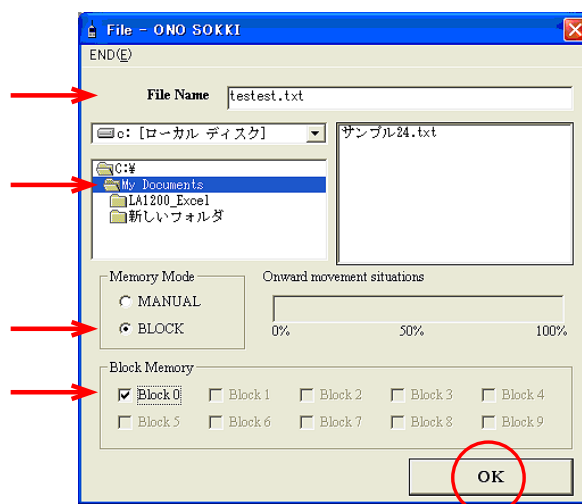 File - ONO SOKKI
END(E)
File Name testest.txt
c: [ローカル ディスク] サンプル24.txt
C:¥
My Documents
LA1200_Excel
新しいフォルダ
Memory Mode Onward movement situations
MANUAL
BLOCK 0% 50% 100%
Block Memory
Block 0 Block 1 Block 2 Block 3 Block 4
Block 5 Block 6 Block 7 Block 8 Block 9
OK